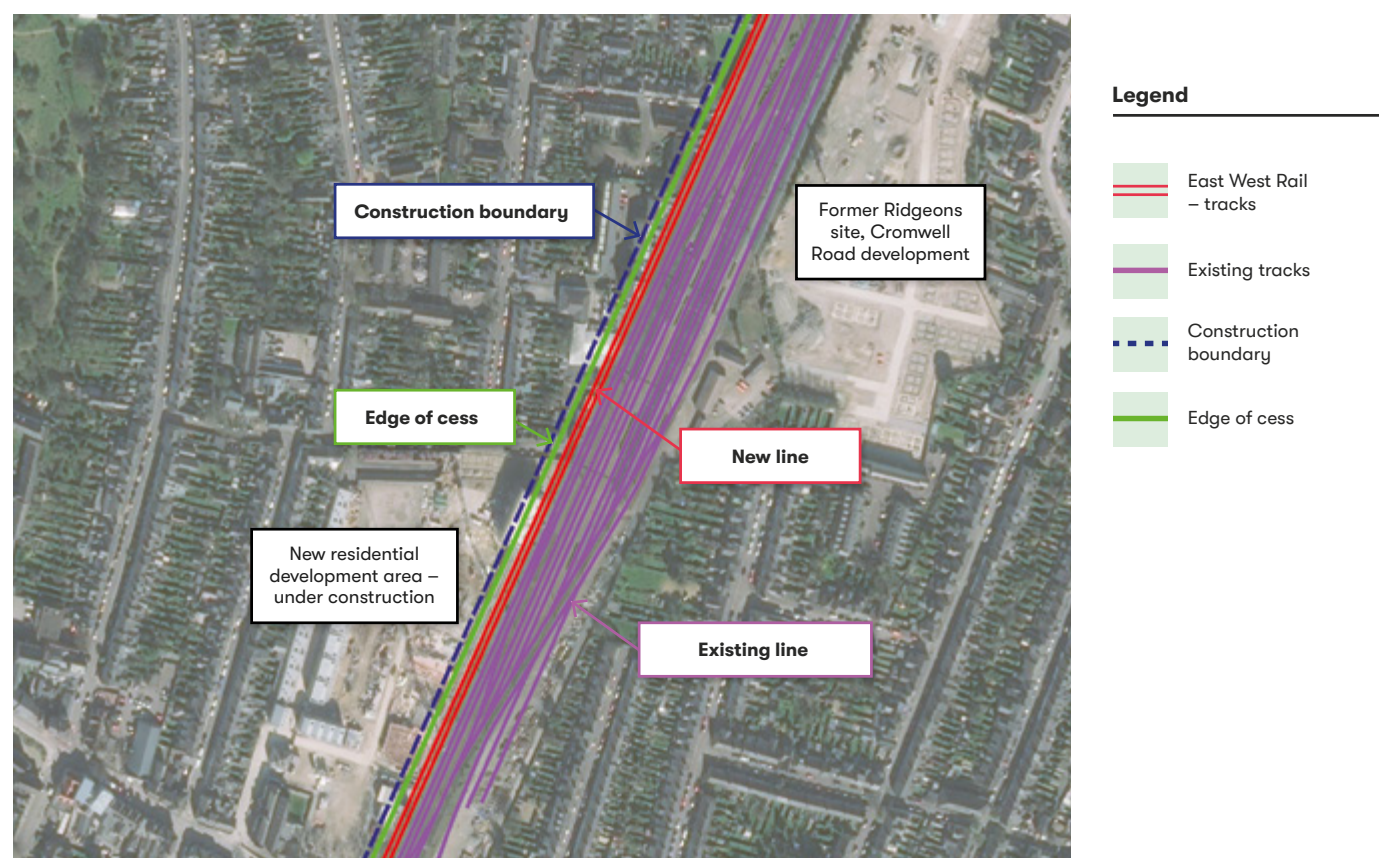 Construction boundary
Former Ridgeons
site, Cromwell
Road development
Edge of cess
New line
New residential
development area –
under construction
Existing line
Legend
East West Rail
– tracks
Existing tracks
Construction
boundary
Edge of cess